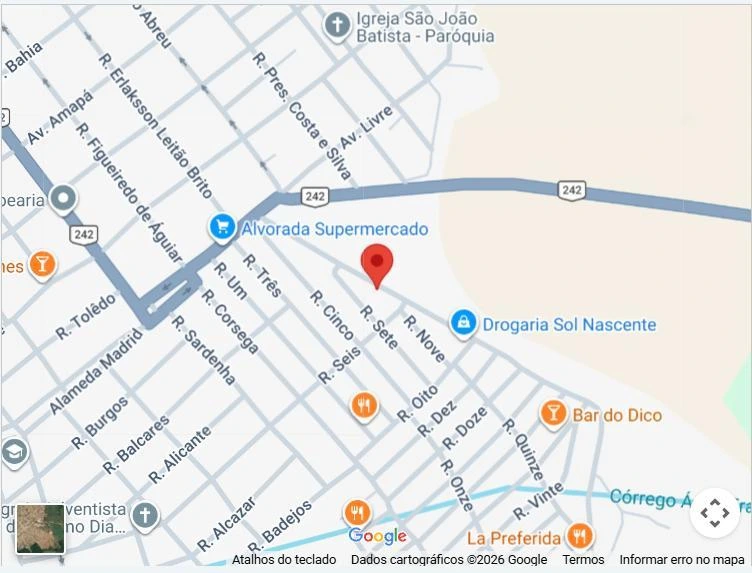 Igreja São João
Batista - Paróquia
Abreu
Bahia
R. Erlaksson Leitão Brito
R. Pres. Costa e Silva
Av. Amapá
Av. Livre
R. Figueiredo de Águiar
242
242
242
Alvorada Supermercado
R. Tolêdo
R. Um
R. Três
R. Corsega
R. Cinco
R. Sete
R. Nove
Drogaria Sol Nascente
Alameda Madrid
R. Sardenha
R. Seis
R. Oito
R. Dez
R. Doze
Bar do Dico
R. Burgos
R. Balcares
R. Alicante
R. Quinze
R. Onze
R. Vinte
Córrego
R. Alcazar
R. Badejos
La Preferida
Google
Atalhos do teclado
Dados cartográficos ©2026 Google
Termos
Informar erro no mapa